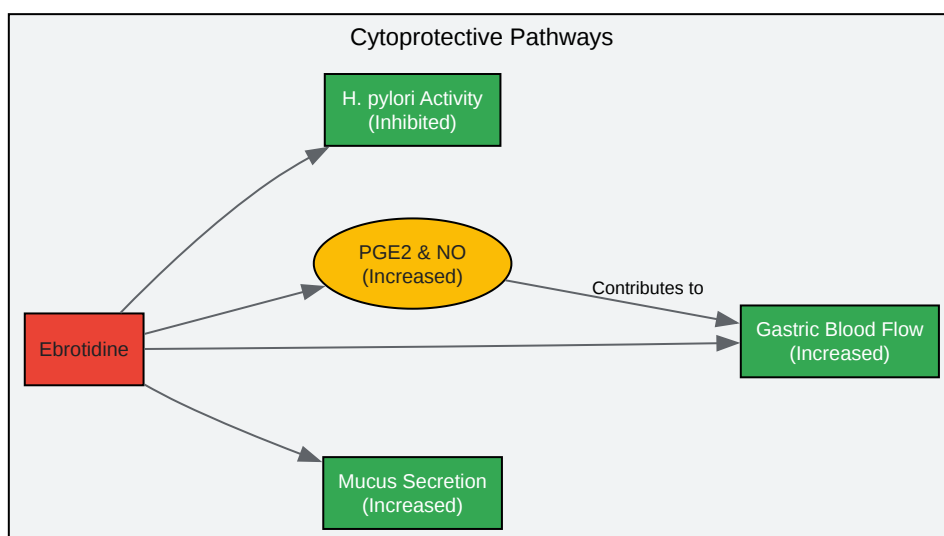 Cytoprotective Pathways
H. pylori Activity
(Inhibited)
PGE2 & NO
(Increased)
Contributes to
Gastric Blood Flow
(Increased)
Ebrotidine
Mucus Secretion
(Increased)